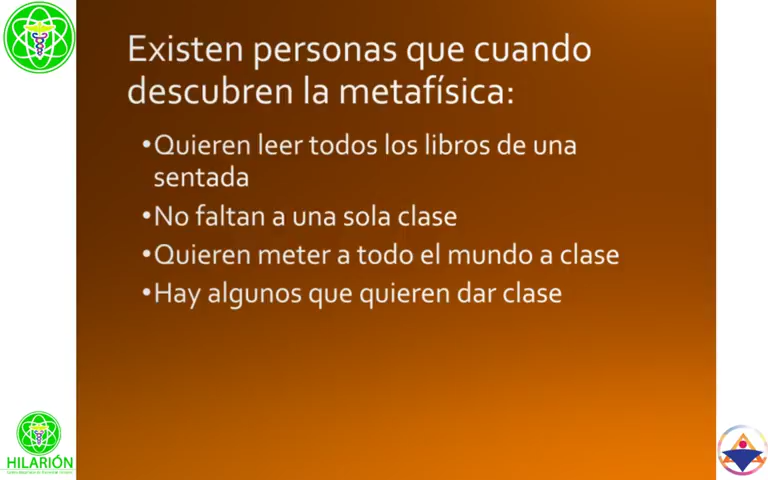 Existen personas que cuando
descubren la metafísica:
•Quieren leer todos los libros de una
sentada
•No faltan a una sola clase
•Quieren meter a todo el mundo a clase
•Hay algunos que quieren dar clase
HILARIÓN